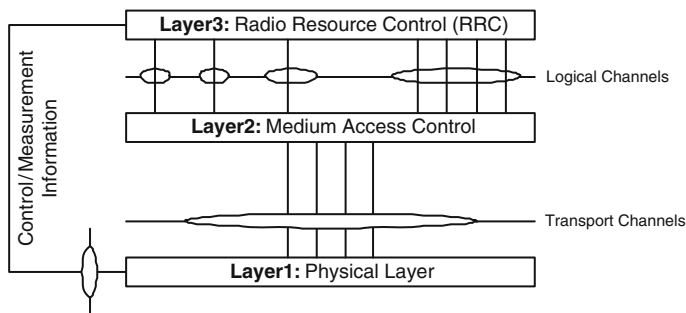 Layer3: Radio Resource Control (RRC)
Logical Channels
Layer2: Medium Access Control
Control/Measurement
Information
Transport Channels
Layer1: Physical Layer